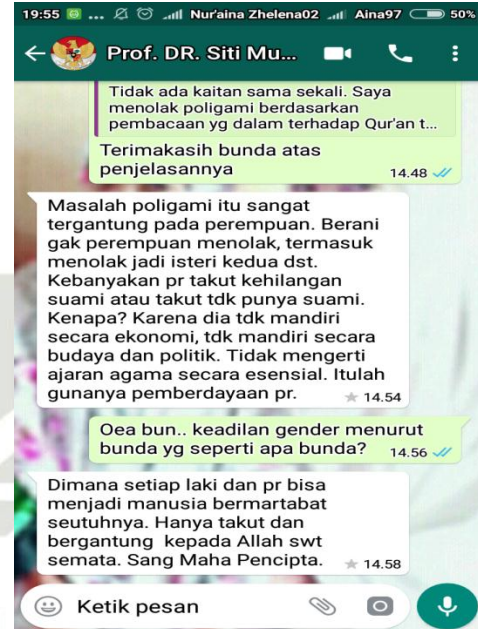 19:55 ... Nur'aina Zhelena02 Aina97 50%
Prof. DR. Siti Mu...
Tidak ada kaitan sama sekali. Saya
menolak poligami berdasarkan
pembacaan yg dalam terhadap Qur'an t...
Terimakasih bunda atas
penjelasannya
14.48
Masalah poligami itu sangat
tergantung pada perempuan. Berani
gak perempuan menolak, termasuk
menolak jadi isteri kedua dst.
Kebanyakan pr takut kehilangan
suami atau takut tdk punya suami.
Kenapa? Karena dia tdk mandiri
secara ekonomi, tdk mandiri secara
budaya dan politik. Tidak mengerti
ajaran agama secara esensial. Itulah
gunanya pemberdayaan pr.
14.54
Oea bun.. keadilan gender menurut
bunda yg seperti apa bunda?
14.56
Dimana setiap laki dan pr bisa
menjadi manusia bermartabat
seutuhnya. Hanya takut dan
bergantung kepada Allah swt
semata. Sang Maha Pencipta.
14.58
Ketik pesan